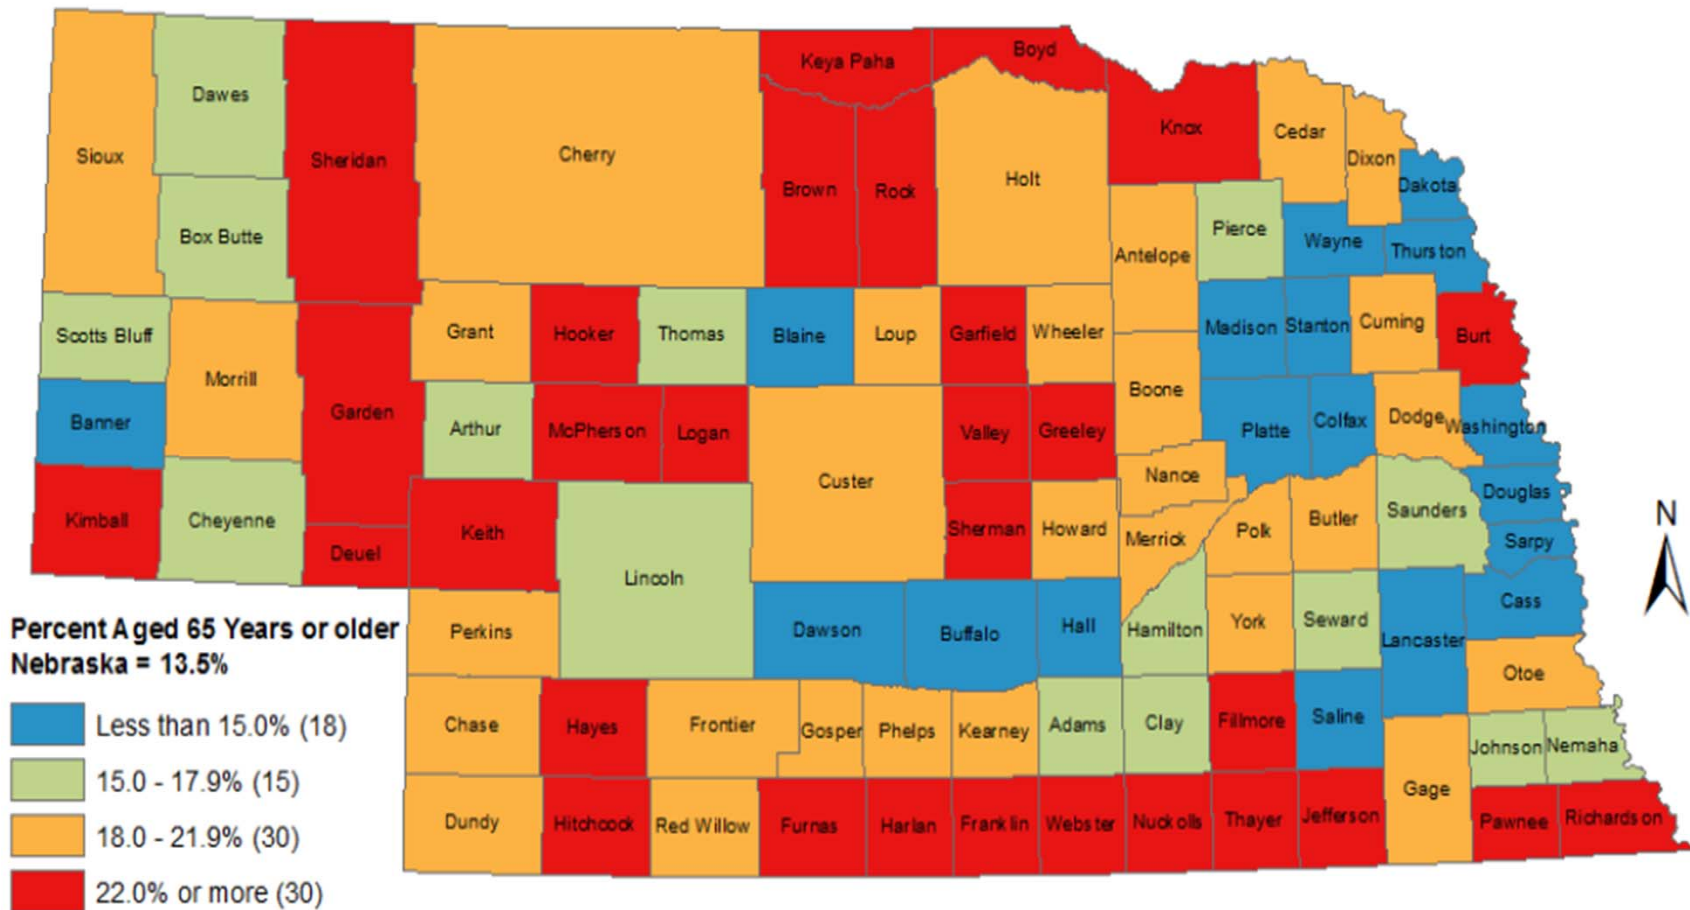 Keya Paha
Boyd
Dawes
Knox
Cedar
Sioux
Sheridan
Cherry
Dixon
Holt
Dakota
Brown
Rock
Box Butte
Pierce
Wayne
Antelope
Thurston
Scotts Bluff
Grant
Hooker
Thomas
Blaine
Loup
Garfield
Wheeler
Madison
Stanton
Cuming
Burt
Morrill
Boone
Banner
Garden
Arthur
McPherson
Logan
Valley
Greeley
Platte
Colfax
Dodge
Washington
Custer
Nance
Kimball
Cheyenne
Keith
Sherman
Howard
Merrick
Polk
Butler
Saunders
Douglas
N
Deuel
Sarpy
Lincoln
Perkins
Dawson
Buffalo
Hall
Hamilton
York
Seward
Lancaster
Cass
Otoe
Chase
Hayes
Frontier
Gosper
Phelps
Kearney
Adams
Clay
Fillmore
Saline
Johnson
Nemaha
Dundy
Hitchcock
Red Willow
Furnas
Harlan
Franklin
Webster
Nuckolls
Thayer
Jefferson
Gage
Pawnee
Richardson
Percent Aged 65 Years or older
Nebraska = 13.5%
Less than 15.0% (18)
15.0 - 17.9% (15)
18.0 - 21.9% (30)
22.0% or more (30)